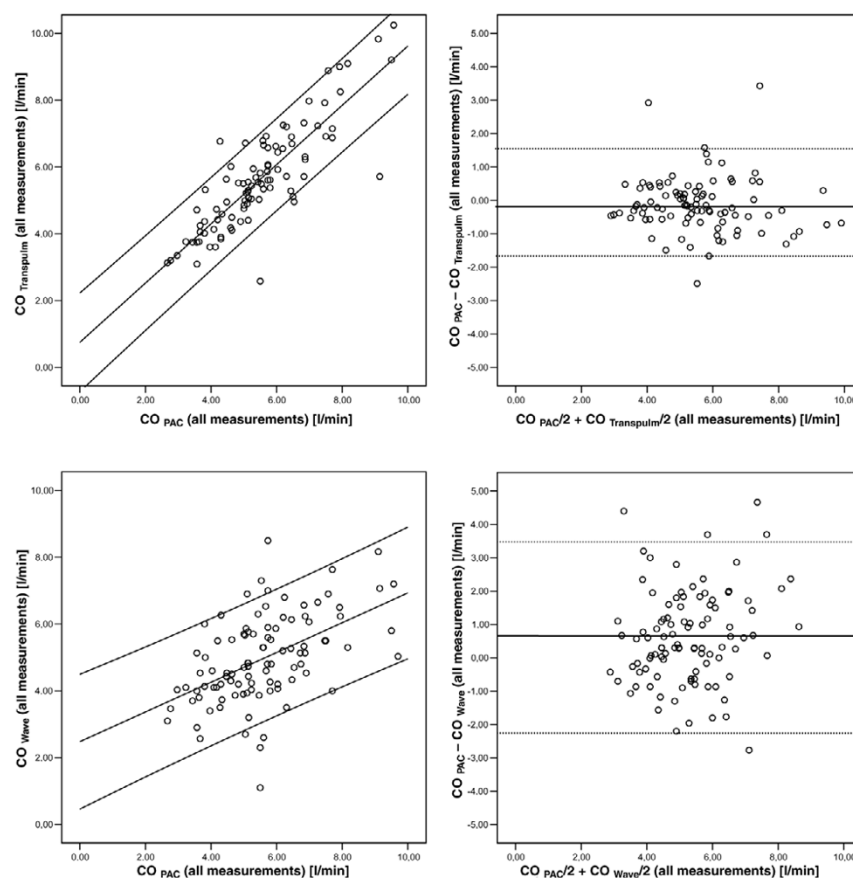 10.00
8.00
6.00
4.00
2.00
0.00
CO Transpulm (all measurements) [l/min]
0.00 2.00 4.00 6.00 8.00 10.00
CO PAC (all measurements) [l/min]
5.00
4.00
3.00
2.00
1.00
0.00
-1.00
-2.00
-3.00
-4.00
-5.00
CO PAC – CO Transpulm (all measurements) [l/min]
0.00 2.00 4.00 6.00 8.00 10.00
CO PAC/2 + CO Transpulm/2 (all measurements) [l/min]
10.00
8.00
6.00
4.00
2.00
0.00
CO Wave (all measurements) [l/min]
0.00 2.00 4.00 6.00 8.00 10.00
CO PAC (all measurements) [l/min]
5.00
4.00
3.00
2.00
1.00
0.00
-1.00
-2.00
-3.00
-4.00
-5.00
CO PAC – CO Wave (all measurements) [l/min]
0,00 2,00 4,00 6,00 8,00 10,00
CO PAC/2 + CO Wave/2 (all measurements) [l/min]